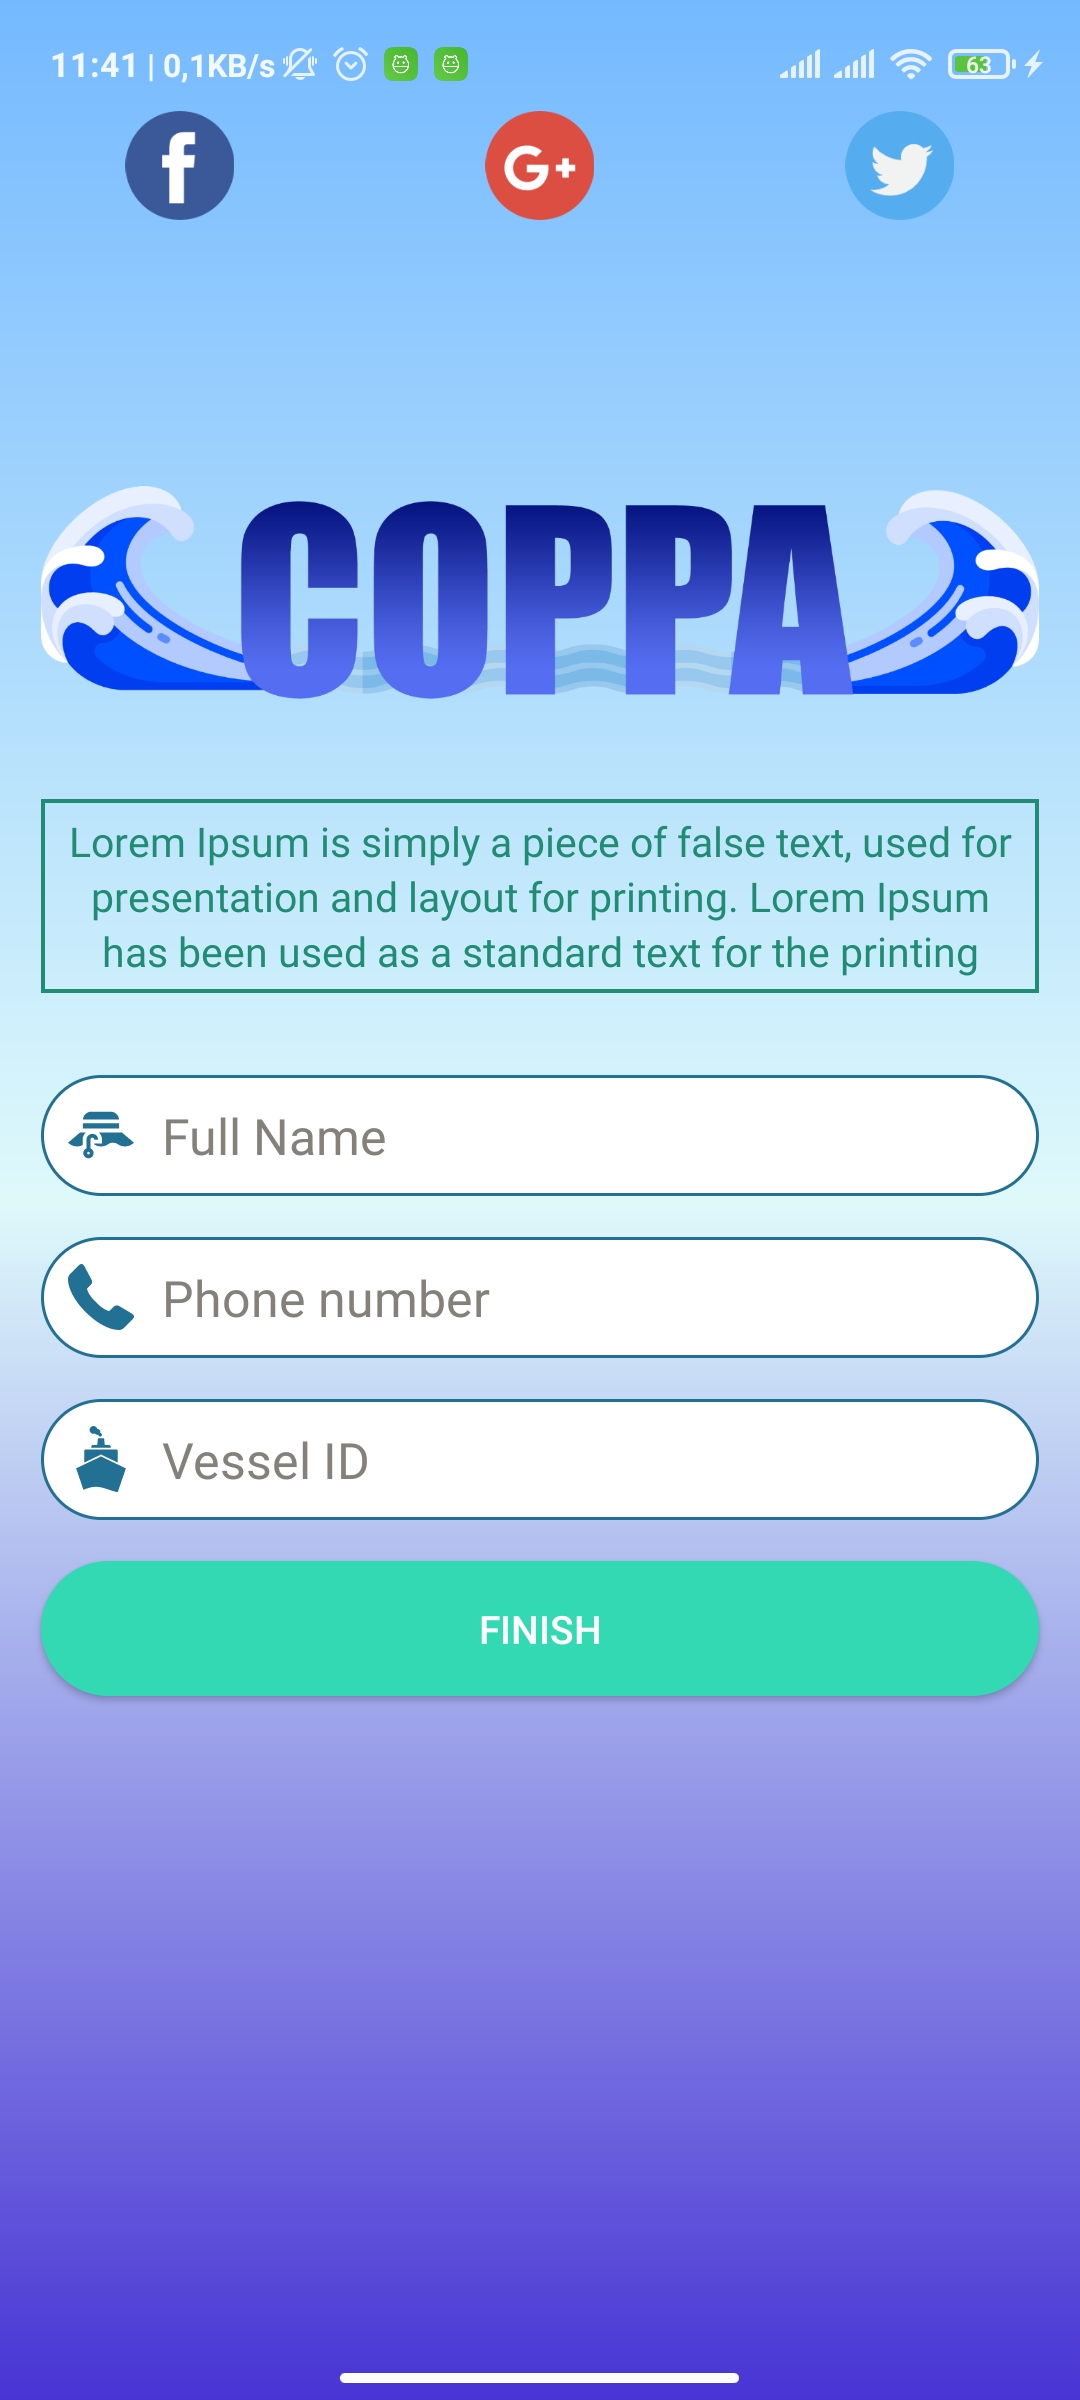 11:41 | 0,1KB/s
63
f
G+
COPPA
Lorem Ipsum is simply a piece of false text, used for
presentation and layout for printing. Lorem Ipsum
has been used as a standard text for the printing
Full Name
Phone number
Vessel ID
FINISH